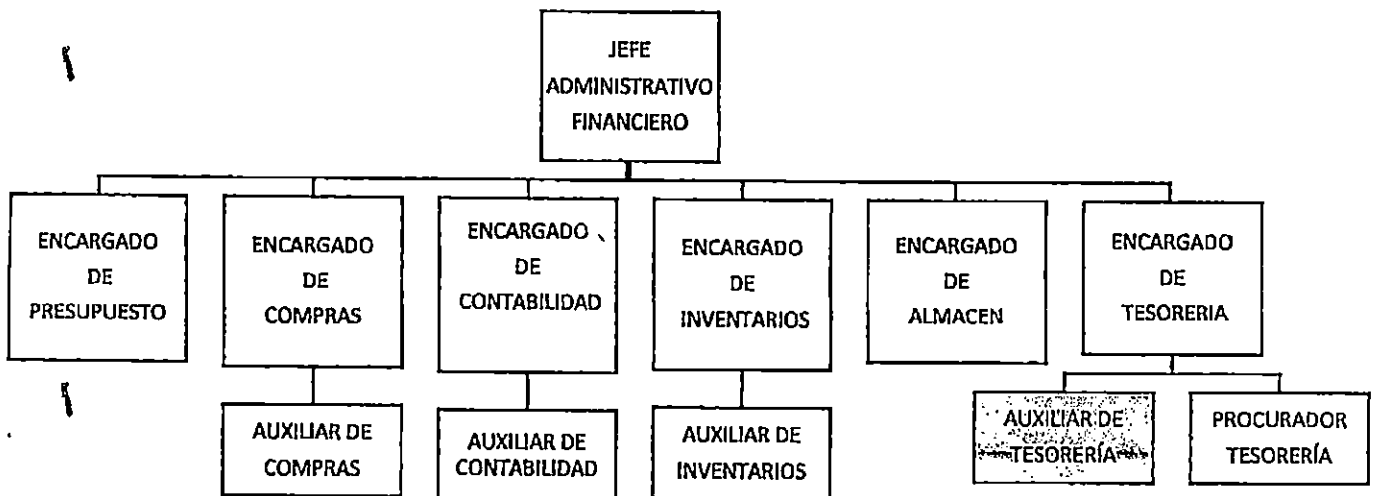 JEFE
ADMINISTRATIVO
FINANCIERO
ENCARGADO
DE
PRESUPUESTO
ENCARGADO
DE
COMPRAS
ENCARGADO
DE
CONTABILIDAD
ENCARGADO
DE
INVENTARIOS
ENCARGADO
DE
ALMACEN
ENCARGADO
DE
TESORERIA
AUXILIAR DE
COMPRAS
AUXILIAR DE
CONTABILIDAD
AUXILIAR DE
INVENTARIOS
AUXILIAR DE
TESORERÍA
PROCURADOR
TESORERÍA